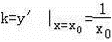 k=y′ |x=x₀ = 1/x₀